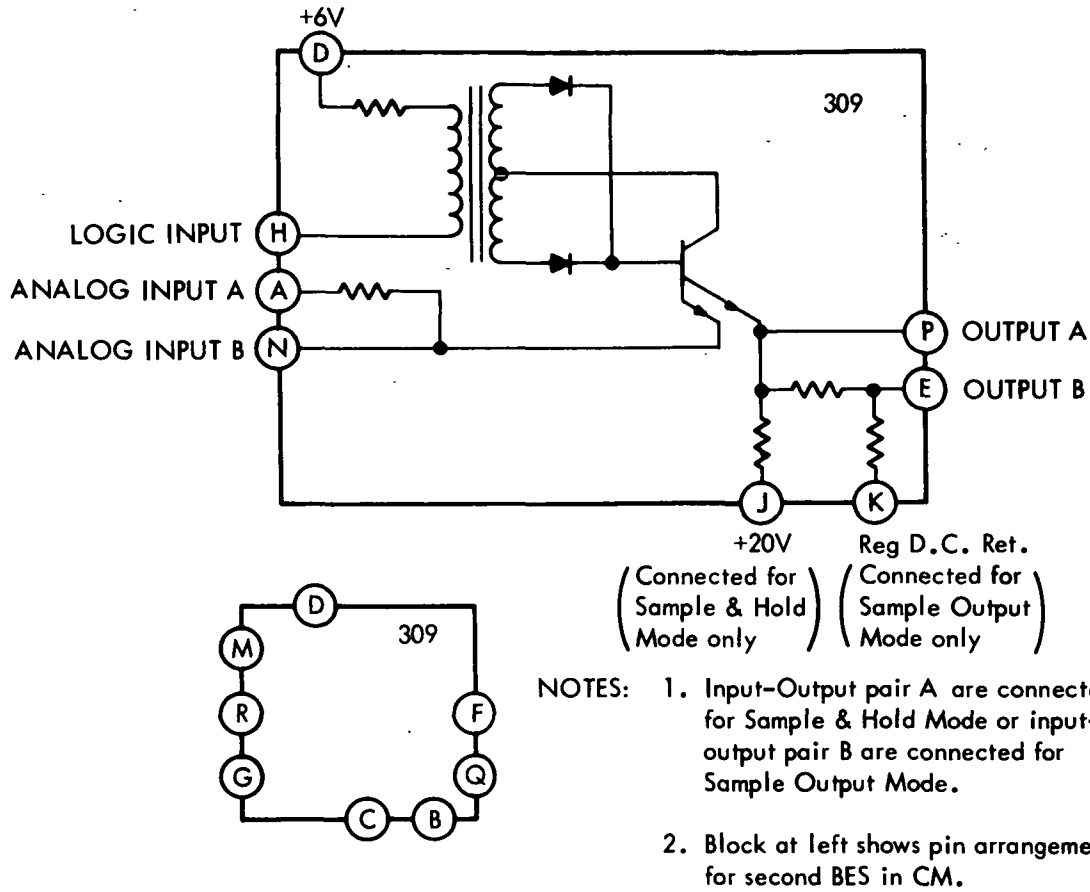 +6V
D
309
LOGIC INPUT H
ANALOG INPUT A A
ANALOG INPUT B N
P OUTPUT A
E OUTPUT B
J K
+20V Reg D.C. Ret.
(Connected for Sample & Hold Mode only)
(Connected for Sample Output Mode only)
D
309
M
R
G
F
Q
C B
NOTES: 1. Input-Output pair A are connect
for Sample & Hold Mode or input-
output pair B are connected for
Sample Output Mode.
2. Block at left shows pin arrangeme
for second BES in CM.